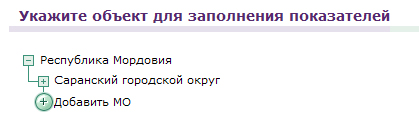 Укажите объект для заполнения показателей
Республика Мордовия
Саранский городской округ
Добавить МО